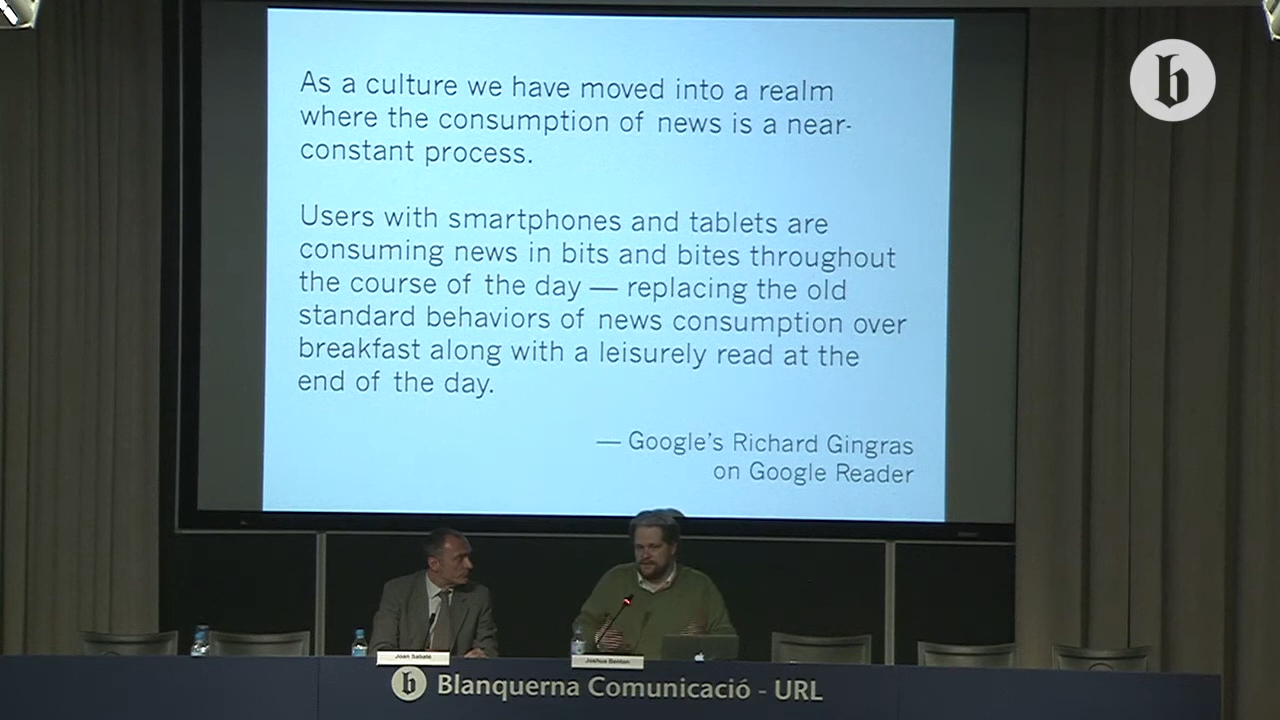 As a culture we have moved into a realm
where the consumption of news is a near-
constant process.
Users with smartphones and tablets are
consuming news in bits and bites throughout
the course of the day — replacing the old
standard behaviors of news consumption over
breakfast along with a leisurely read at the
end of the day.
— Google's Richard Gingras
on Google Reader
b
Joan Sabaté
Joshua Benton
b Blanquerna Comunicació - URL